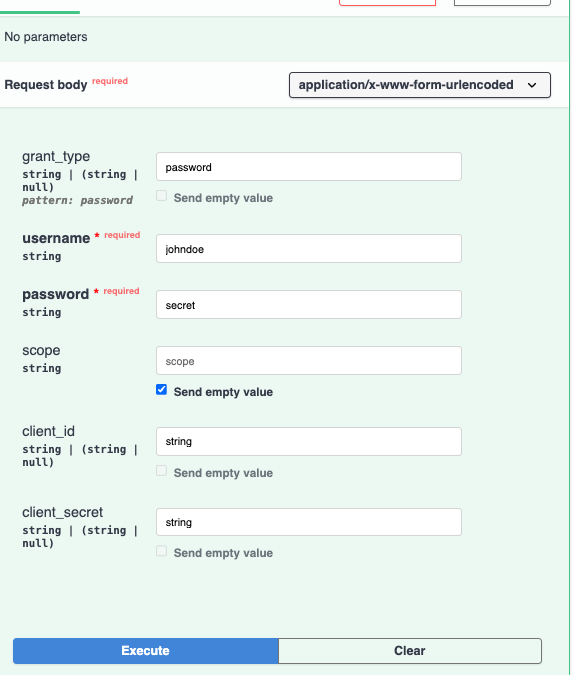 No parameters
Request body required
application/x-www-form-urlencoded
grant_type
string | (string |
null)
pattern: password
password
Send empty value
username * required
string
johndoe
password * required
string
secret
scope
string
scope
Send empty value
client_id
string | (string |
null)
string
Send empty value
client_secret
string | (string |
null)
string
Send empty value
Execute
Clear